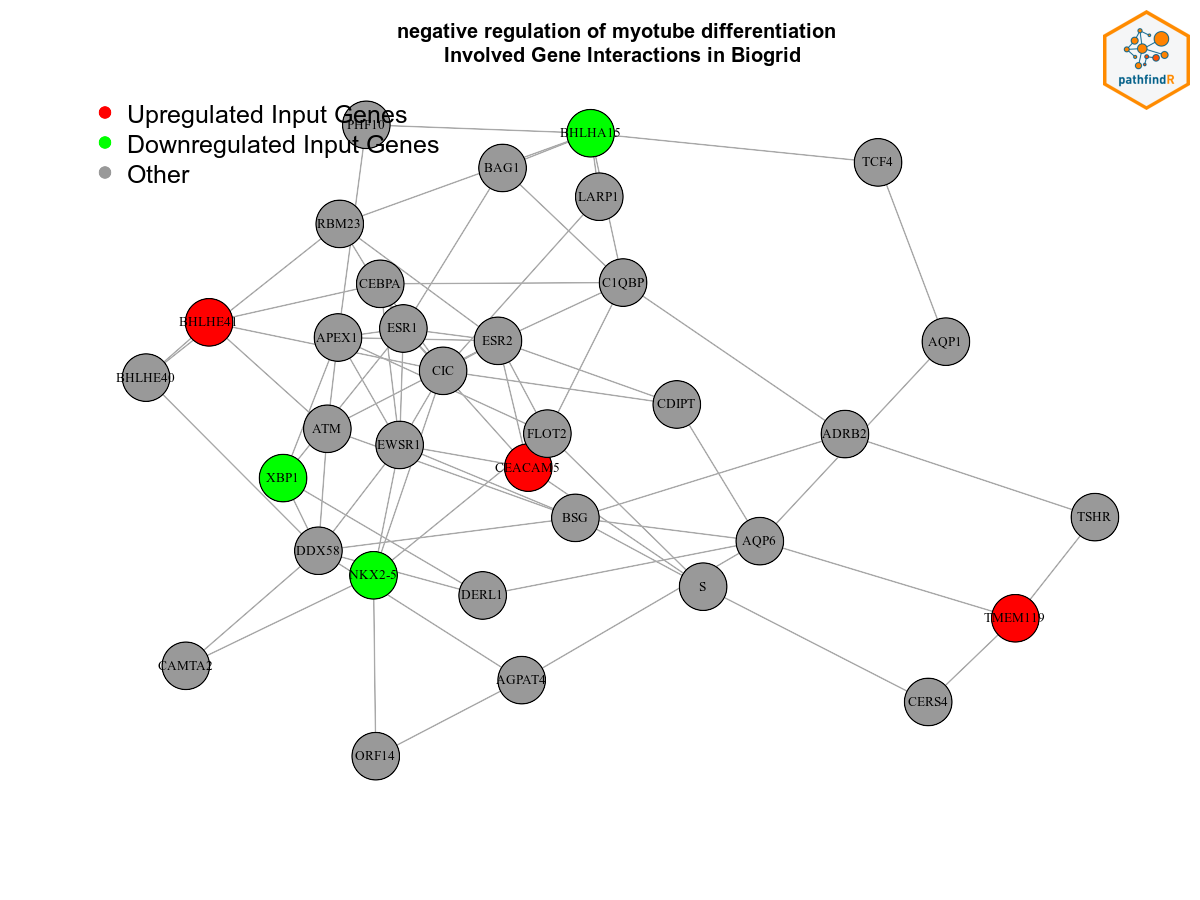 negative regulation of myotube differentiation
Involved Gene Interactions in Biogrid
pathfindR
Upregulated Input Genes
Downregulated Input Genes
Other
PHF10
BHLHA15
TCF4
BAG1
LARP1
RBM23
CEBPA
C1QBP
BHLHE41
APEX1
ESR1
ESR2
AQP1
CIC
BHLHE40
CDIPT
ATM
EWSR1
FLOT2
ADRB2
CEACAM5
XBP1
BSG
TSHR
AQP6
DDX58
NKX2-5
DERL1
S
TMEM119
CAMTA2
AGPAT4
CERS4
ORF14